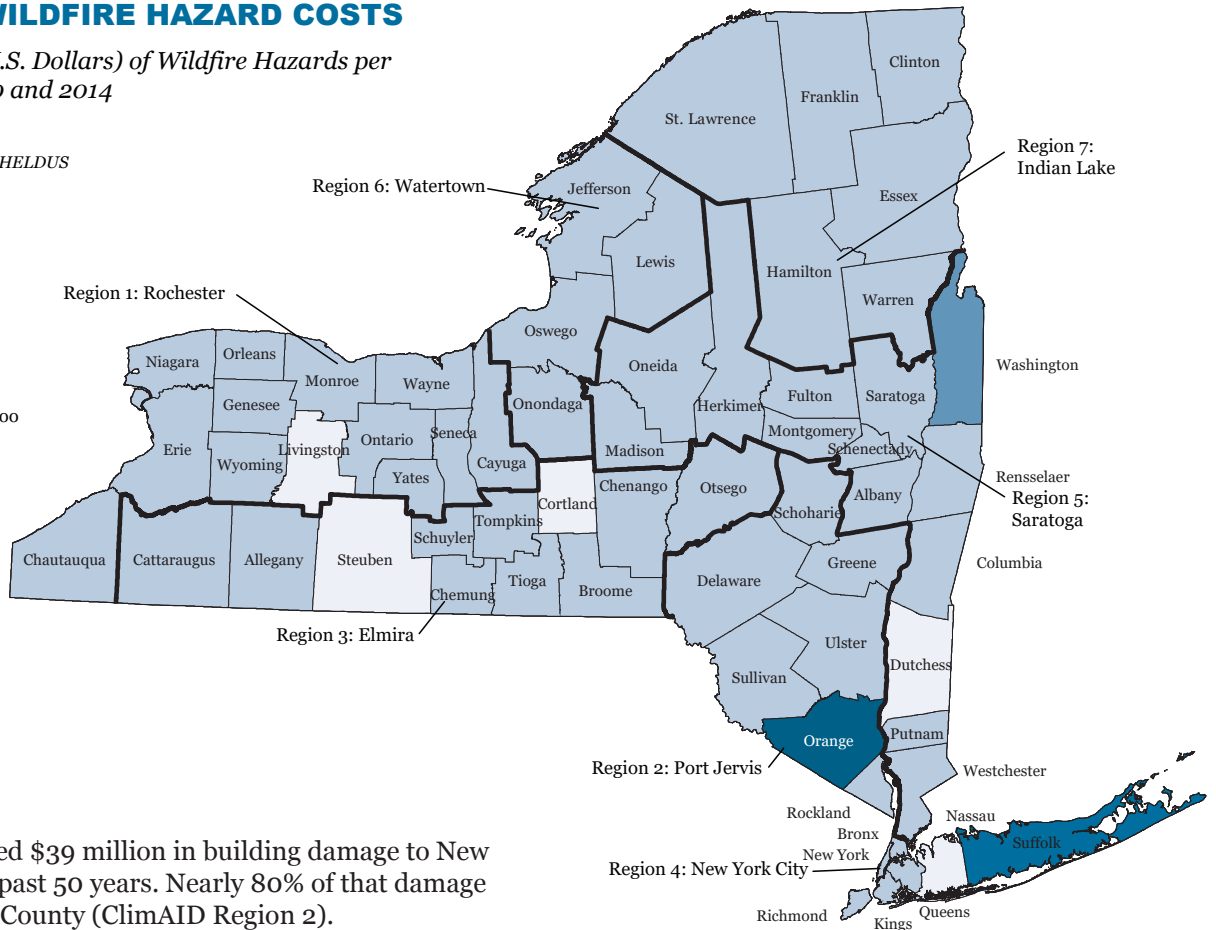 WILDFIRE HAZARD COSTS
.S. Dollars) of Wildfire Hazards per
and 2014
HELDUS
Clinton
Franklin
St. Lawrence
Region 7:
Indian Lake
Region 6: Watertown
Jefferson
Essex
Lewis
Hamilton
Region 1: Rochester
Warren
Oswego
Niagara
Orleans
Oneida
Washington
Monroe
Wayne
Fulton
Saratoga
Genesee
Onondaga
Herkimer
oo
Montgomery
Seneca
Ontario
Erie
Livingston
Schenectady
Madison
Wyoming
Cayuga
Yates
Rensselaer
Chenango
Otsego
Albany
Region 5:
Saratoga
Cortland
Schoharie
Tompkins
Schuyler
Chautauqua
Cattaraugus
Allegany
Steuben
Greene
Columbia
Tioga
Delaware
Broome
Chemung
Region 3: Elmira
Ulster
Dutchess
Sullivan
Orange
Putnam
Region 2: Port Jervis
Westchester
Rockland
Nassau
Bronx
Suffolk
New York
Region 4: New York City
Queens
Richmond
Kings
ed $39 million in building damage to New
past 50 years. Nearly 80% of that damage
County (ClimAID Region 2).